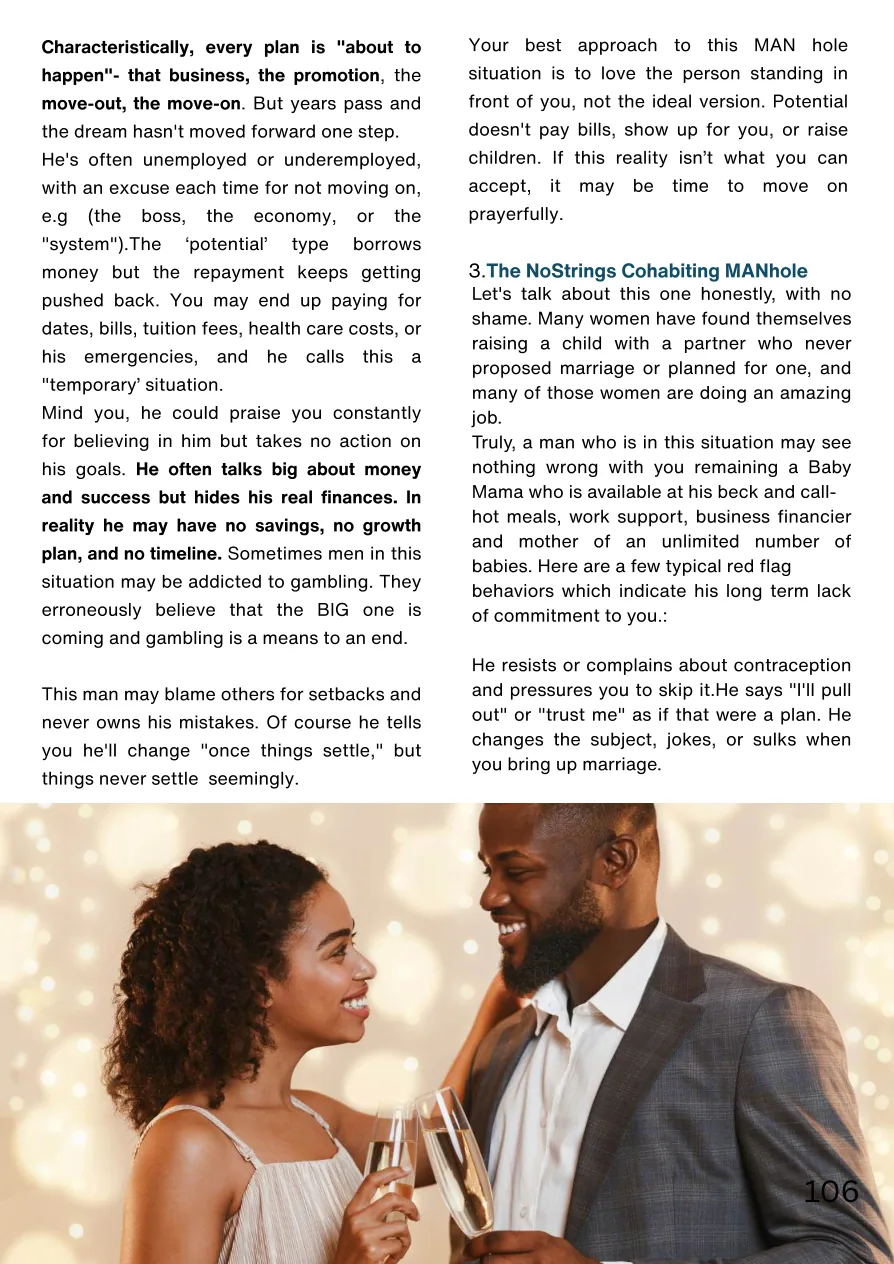 Characteristically, every plan is "about to
happen"- that business, the promotion, the
move-out, the move-on. But years pass and
the dream hasn't moved forward one step.
He's often unemployed or underemployed,
with an excuse each time for not moving on,
e.g (the boss, the economy, or the
"system").The ‘potential’ type borrows
money but the repayment keeps getting
pushed back. You may end up paying for
dates, bills, tuition fees, health care costs, or
his emergencies, and he calls this a
"temporary’ situation.
Mind you, he could praise you constantly
for believing in him but takes no action on
his goals. He often talks big about money
and success but hides his real finances. In
reality he may have no savings, no growth
plan, and no timeline. Sometimes men in this
situation may be addicted to gambling. They
erroneously believe that the BIG one is
coming and gambling is a means to an end.
This man may blame others for setbacks and
never owns his mistakes. Of course he tells
you he'll change "once things settle," but
things never settle  seemingly.
Your best approach to this MAN hole
situation is to love the person standing in
front of you, not the ideal version. Potential
doesn't pay bills, show up for you, or raise
children. If this reality isn’t what you can
accept, it may be time to move on
prayerfully.
3.The NoStrings Cohabiting MANhole
Let's talk about this one honestly, with no
shame. Many women have found themselves
raising a child with a partner who never
proposed marriage or planned for one, and
many of those women are doing an amazing
job.
Truly, a man who is in this situation may see
nothing wrong with you remaining a Baby
Mama who is available at his beck and call-
hot meals, work support, business financier
and mother of an unlimited number of
babies. Here are a few typical red flag
behaviors which indicate his long term lack
of commitment to you.:
He resists or complains about contraception
and pressures you to skip it.He says "I'll pull
out" or "trust me" as if that were a plan. He
changes the subject, jokes, or sulks when
you bring up marriage.
106